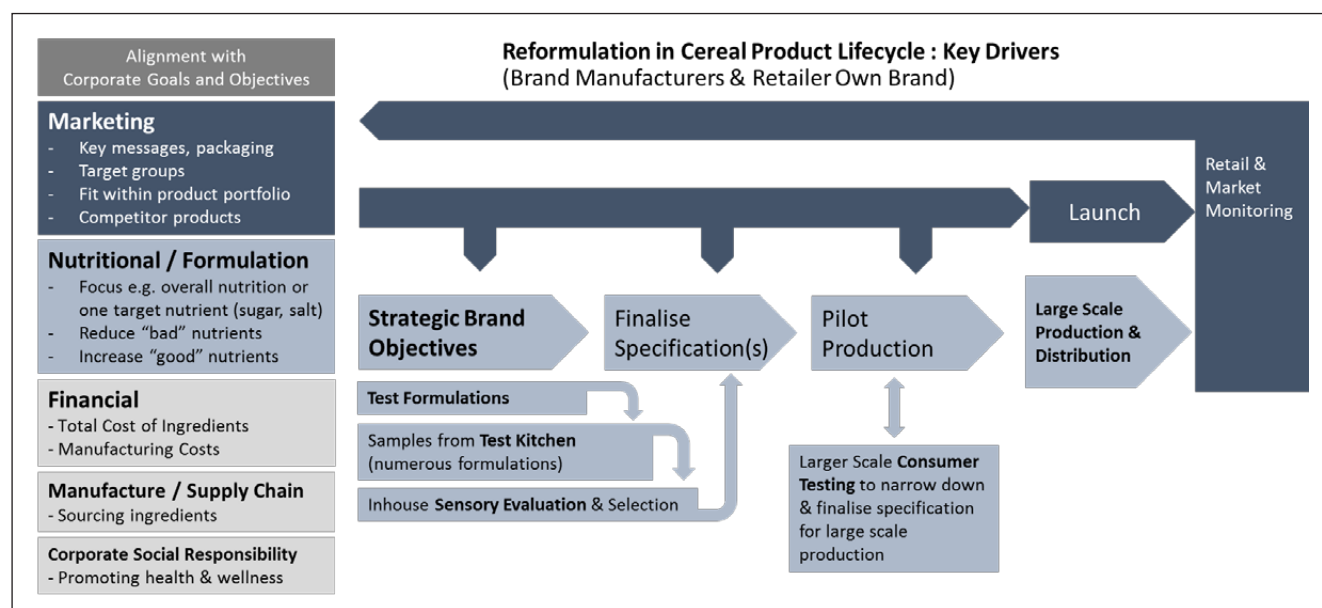 Alignment with
Corporate Goals and Objectives
Marketing
- Key messages, packaging
- Target groups
- Fit within product portfolio
- Competitor products
Nutritional / Formulation
- Focus e.g. overall nutrition or
one target nutrient (sugar, salt)
- Reduce “bad” nutrients
- Increase “good” nutrients
Financial
- Total Cost of Ingredients
- Manufacturing Costs
Manufacture / Supply Chain
- Sourcing ingredients
Corporate Social Responsibility
- Promoting health & wellness
Reformulation in Cereal Product Lifecycle : Key Drivers
(Brand Manufacturers & Retailer Own Brand)
Retail &
Market
Monitoring
Launch
Strategic Brand
Objectives
Finalise
Specification(s)
Pilot
Production
Large Scale
Production &
Distribution
Test Formulations
Samples from Test Kitchen
(numerous formulations)
Inhouse Sensory Evaluation & Selection
Larger Scale Consumer
Testing to narrow down
& finalise specification
for large scale
production